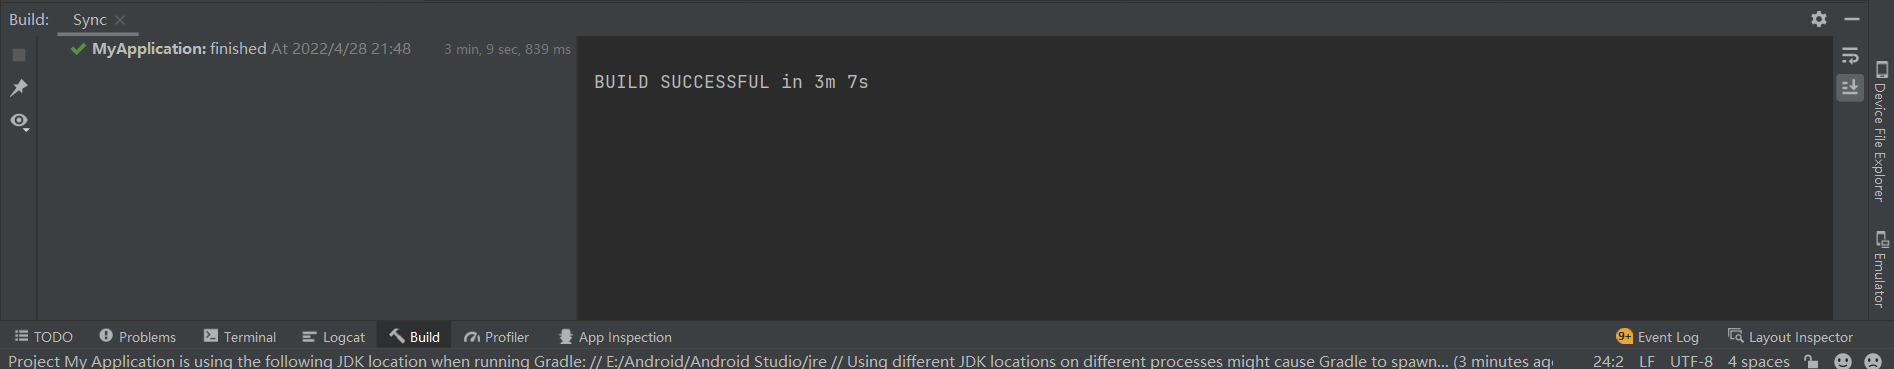 Build: Sync
MyApplication: finished At 2022/4/28 21:48 3 min, 9 sec, 839 ms
BUILD SUCCESSFUL in 3m 7s
Device File Explorer
Emulator
TODO Problems Terminal Logcat Build Profiler App Inspection 9+ Event Log Layout Inspector
Project My Application is using the following JDK location when running Gradle: // E:/Android/Android Studio/jre // Using different JDK locations on different processes might cause Gradle to spawn... (3 minutes ago 24:2 LF UTF-8 4 spaces